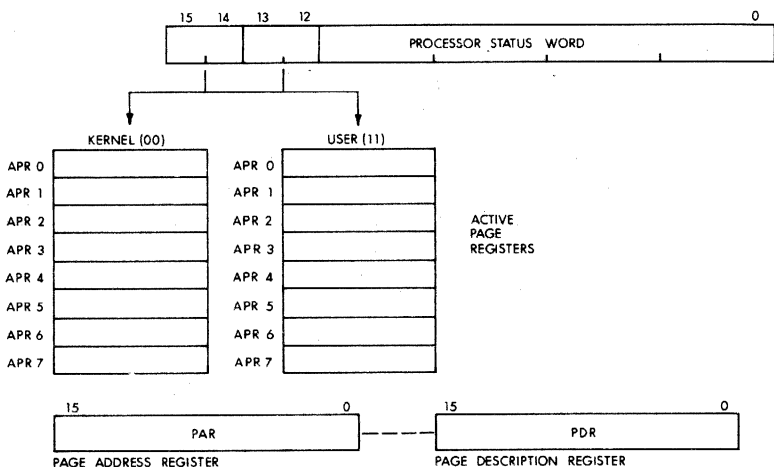 15 14 13 12 0
PROCESSOR STATUS WORD
KERNEL (00) USER (11)
APR 0 APR 0
APR 1 APR 1
APR 2 APR 2
APR 3 APR 3
APR 4 APR 4
APR 5 APR 5
APR 6 APR 6
APR 7 APR 7
ACTIVE
PAGE
REGISTERS
15 0 15 0
PAR PDR
PAGE ADDRESS REGISTER PAGE DESCRIPTION REGISTER